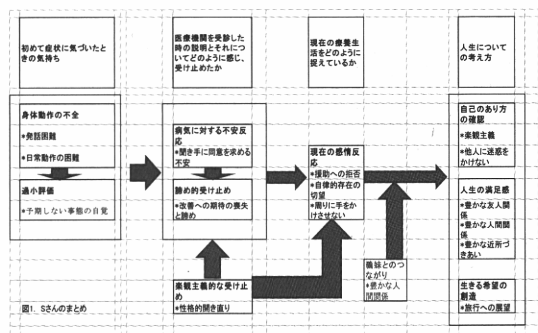 初めて症状に気づいたときの気持ち
医療機関を受診した時の説明とそれについてどのように感じ、受け止めたか
現在の療養生活をどのように捉えているか
人生についての考え方
身体動作の不全
*発話困難
*日常動作の困難
過小評価
*予期しない事態の自覚
病気に対する不安反応
*聞き手に同意を求める不安
諦め的受け止め
*改善への期待の喪失と諦め
楽観主義的な受け止め
*性格的開き直り
現在の感情反応
*援助への拒否
*自律的存在の切望
*周りに手をかけさせない
義妹とのつながり
*豊かな人間関係
自己のあり方の確認
*楽観主義
*他人に迷惑をかけない
人生の満足感
*豊かな友人関係
*豊かな人間関係
*豊かな近所づきあい
生きる希望の創造
*旅行への展望
図1. Sさんのまとめ